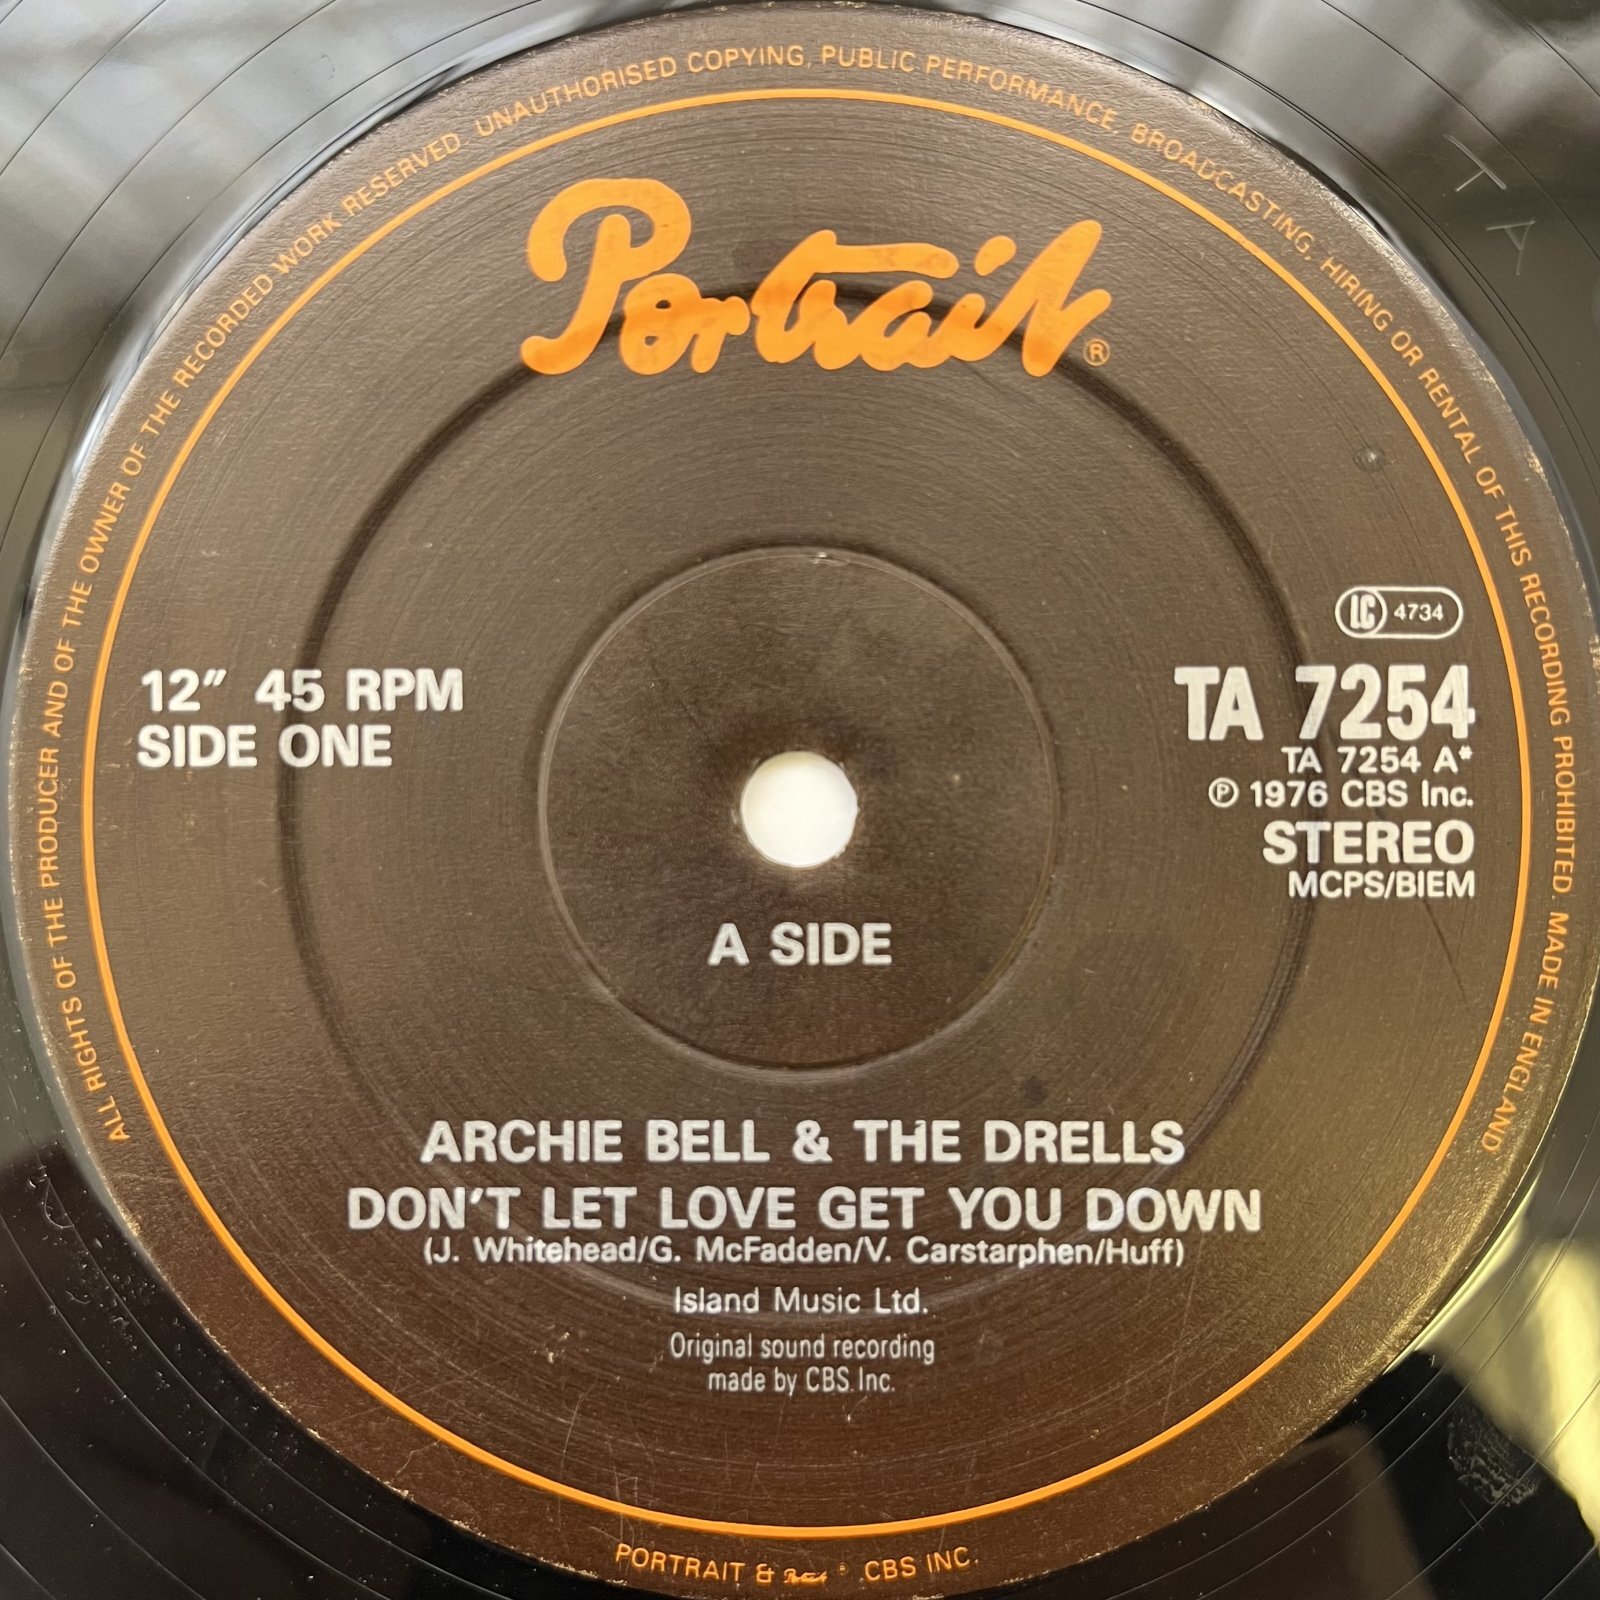 ALL RIGHTS OF THE PRODUCER AND OF THE OWNER OF THE RECORDED WORK RESERVED. UNAUTHORISED COPYING, PUBLIC PERFORMANCE, BROADCASTING, HIRING OR RENTAL OF THIS RECORDING PROHIBITED. MADE IN ENGLAND
Portrait®
LC 4734
12" 45 RPM
SIDE ONE
TA 7254
TA 7254 A*
℗ 1976 CBS Inc.
STEREO
MCPS/BIEM
A SIDE
ARCHIE BELL & THE DRELLS
DON'T LET LOVE GET YOU DOWN
(J. Whitehead/G. McFadden/V. Carstarphen/Huff)
Island Music Ltd.
Original sound recording
made by CBS Inc.
PORTRAIT & Portrait ® CBS INC.